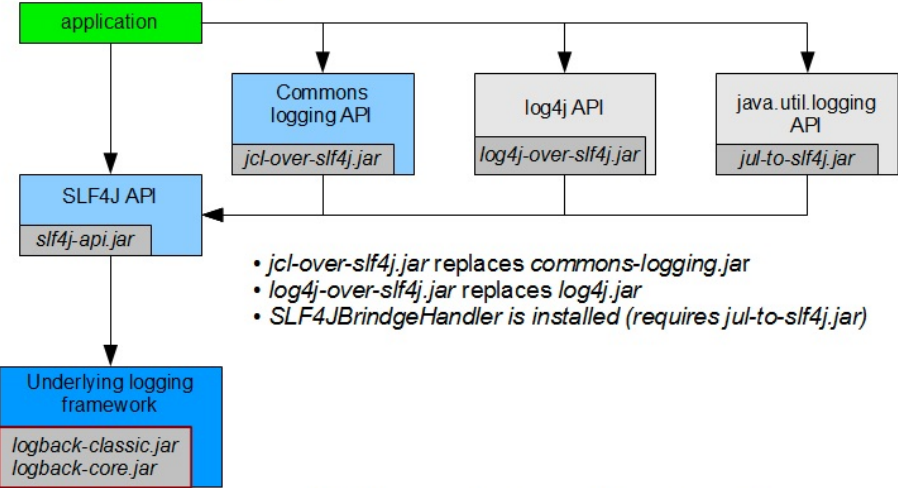 application
Commons
logging API
jcl-over-slf4j.jar
log4j API
log4j-over-slf4j.jar
java.util.logging
API
jul-to-slf4j.jar
SLF4J API
slf4j-api.jar
• jcl-over-slf4j.jar replaces commons-logging.jar
• log4j-over-slf4j.jar replaces log4j.jar
• SLF4JBrindgeHandler is installed (requires jul-to-slf4j.jar)
Underlying logging
framework
logback-classic.jar
logback-core.jar